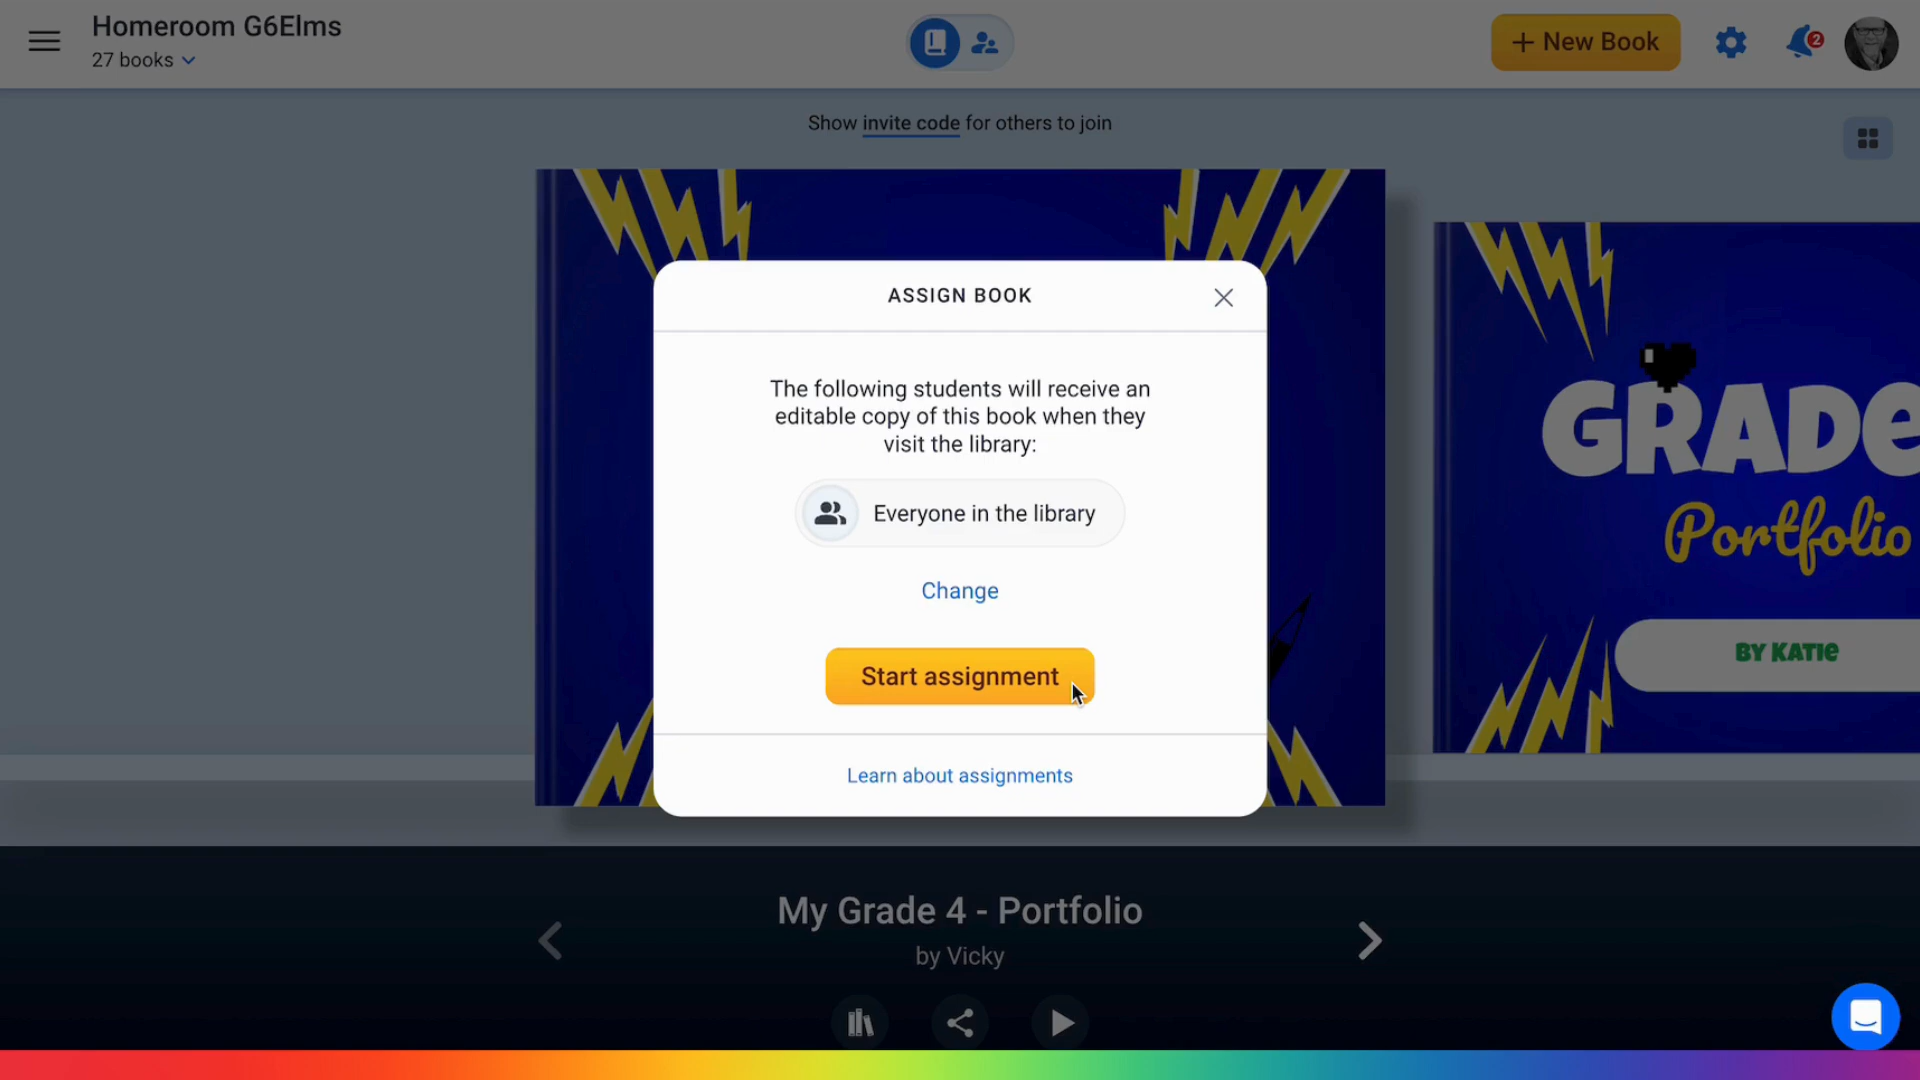 Homeroom G6Elms
27 books
+ New Book
2
Show invite code for others to join
ASSIGN BOOK
The following students will receive an
editable copy of this book when they
visit the library:
Everyone in the library
Change
Start assignment
Learn about assignments
GRADE
Portfolio
BY KATIE
My Grade 4 - Portfolio
by Vicky